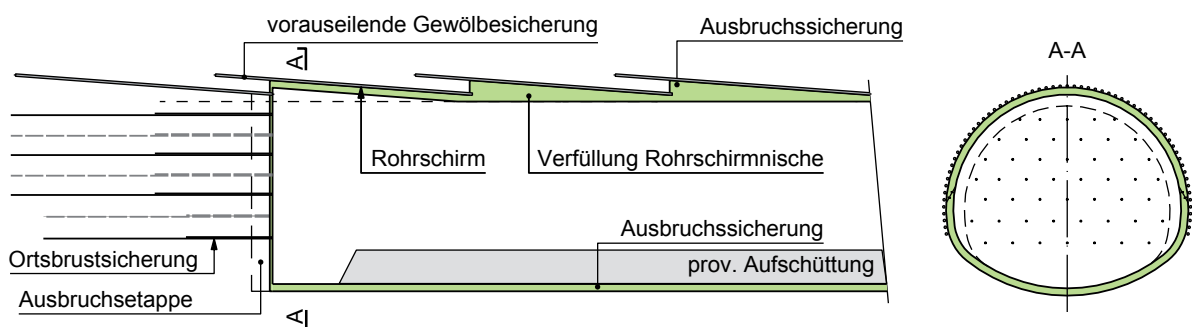 vorauseilende Gewölbesicherung
Ausbruchssicherung
A
A-A
Rohrschirm
Verfüllung Rohrschirmnische
Ausbruchssicherung
Ortsbrustsicherung
prov. Aufschüttung
Ausbruchsetappe
A